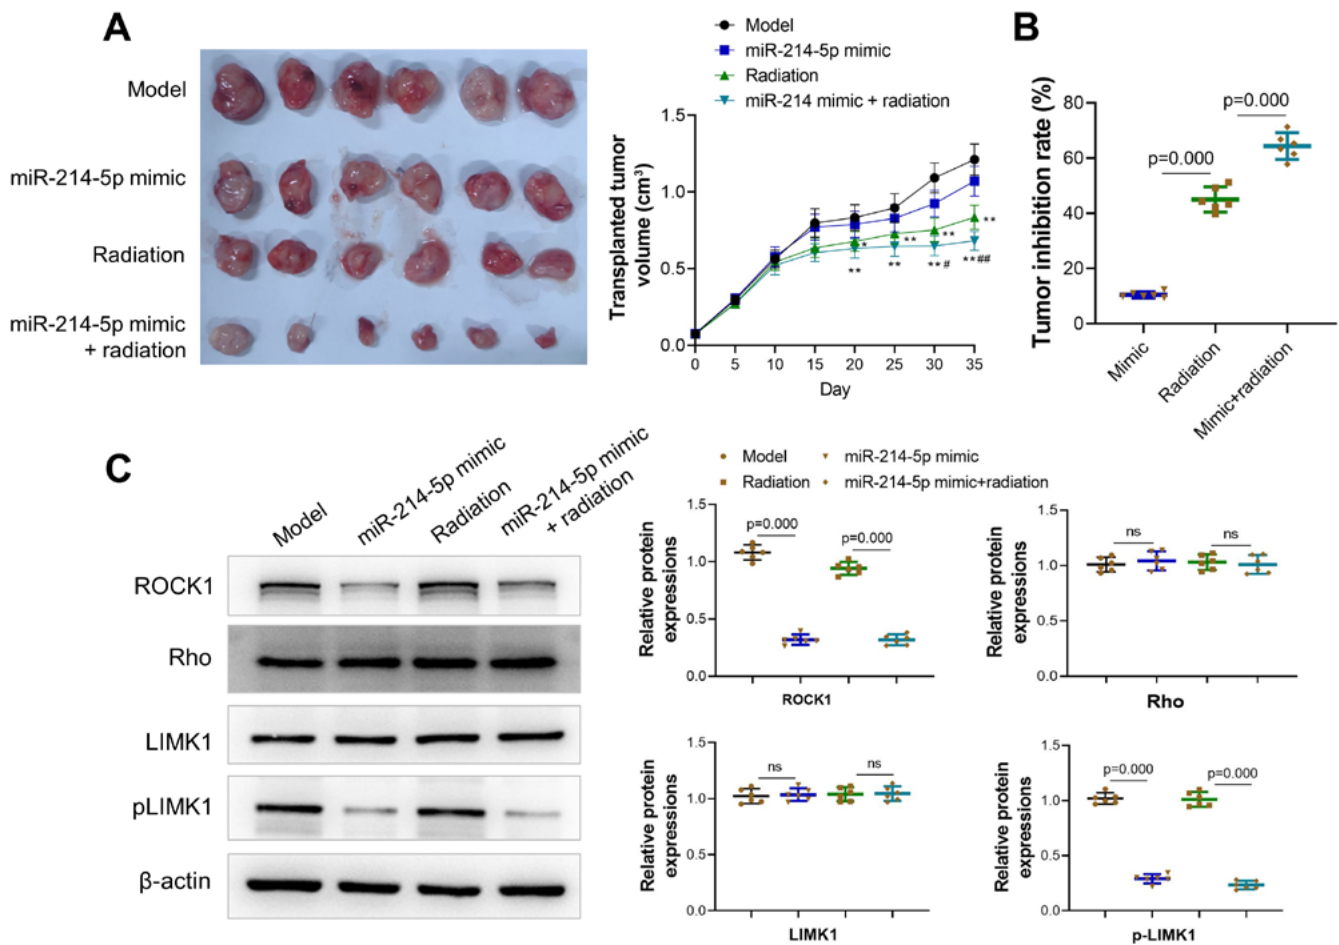 A
Model
miR-214-5p mimic
Radiation
miR-214-5p mimic
+ radiation
Model
miR-214-5p mimic
Radiation
miR-214 mimic + radiation
Transplanted tumor
volume (cm³)
1.5
1.0
0.5
0.0
0 5 10 15 20 25 30 35
Day
*
**
**
**
**
**
**#
**##
B
Tumor inhibition rate (%)
80
60
40
20
0
p=0.000
p=0.000
Mimic
Radiation
Mimic+radiation
C
Model
miR-214-5p mimic
Radiation
miR-214-5p mimic
+ radiation
ROCK1
Rho
LIMK1
pLIMK1
β-actin
Model
miR-214-5p mimic
Radiation
miR-214-5p mimic+radiation
Relative protein
expressions
1.5
1.0
0.5
0.0
p=0.000
p=0.000
ROCK1
Relative protein
expressions
1.5
1.0
0.5
0.0
ns
ns
Rho
Relative protein
expressions
1.5
1.0
0.5
0.0
ns
ns
LIMK1
Relative protein
expressions
1.5
1.0
0.5
0.0
p=0.000
p=0.000
p-LIMK1